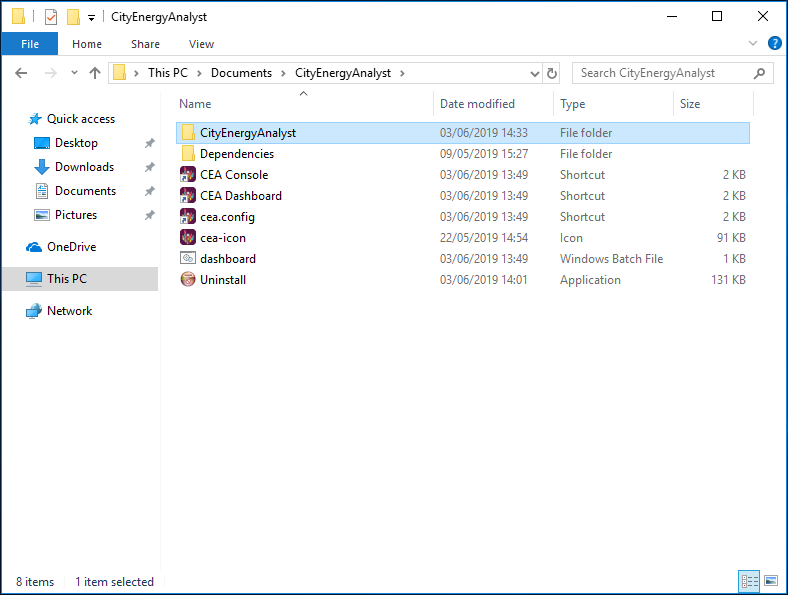 CityEnergyAnalyst
File Home Share View
This PC Documents CityEnergyAnalyst Search CityEnergyAnalyst
Name Date modified Type Size
Quick access
Desktop
Downloads
Documents
Pictures
OneDrive
This PC
Network
CityEnergyAnalyst 03/06/2019 14:33 File folder
Dependencies 09/05/2019 15:27 File folder
CEA Console 03/06/2019 13:49 Shortcut 2 KB
CEA Dashboard 03/06/2019 13:49 Shortcut 2 KB
cea.config 03/06/2019 13:49 Shortcut 2 KB
cea-icon 22/05/2019 14:54 Icon 91 KB
dashboard 03/06/2019 13:49 Windows Batch File 1 KB
Uninstall 03/06/2019 14:01 Application 131 KB
8 items 1 item selected